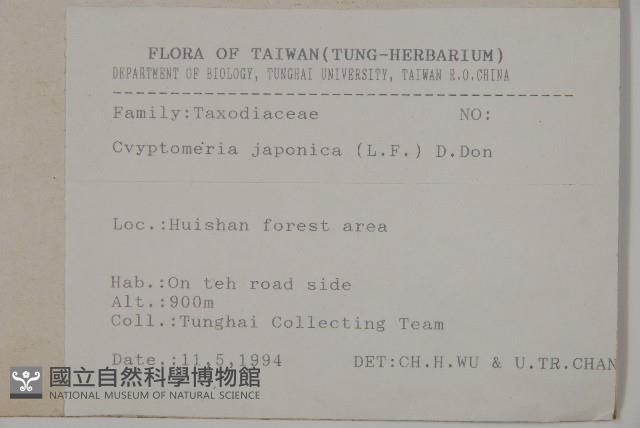 FLORA OF TAIWAN(TUNG-HERBARIUM)
DEPARTMENT OF BIOLOGY, TUNGHAI UNIVERSITY, TAIWAN R.O.CHINA
Family:Taxodiaceae NO:
Cvyptomeria japonica (L.F.) D.Don
Loc.:Huishan forest area
Hab.:On teh road side
Alt.:900m
Coll.:Tunghai Collecting Team
Date.:11,5,1994 DET:CH.H.WU & U.TR.CHAN
國立自然科學博物館
NATIONAL MUSEUM OF NATURAL SCIENCE